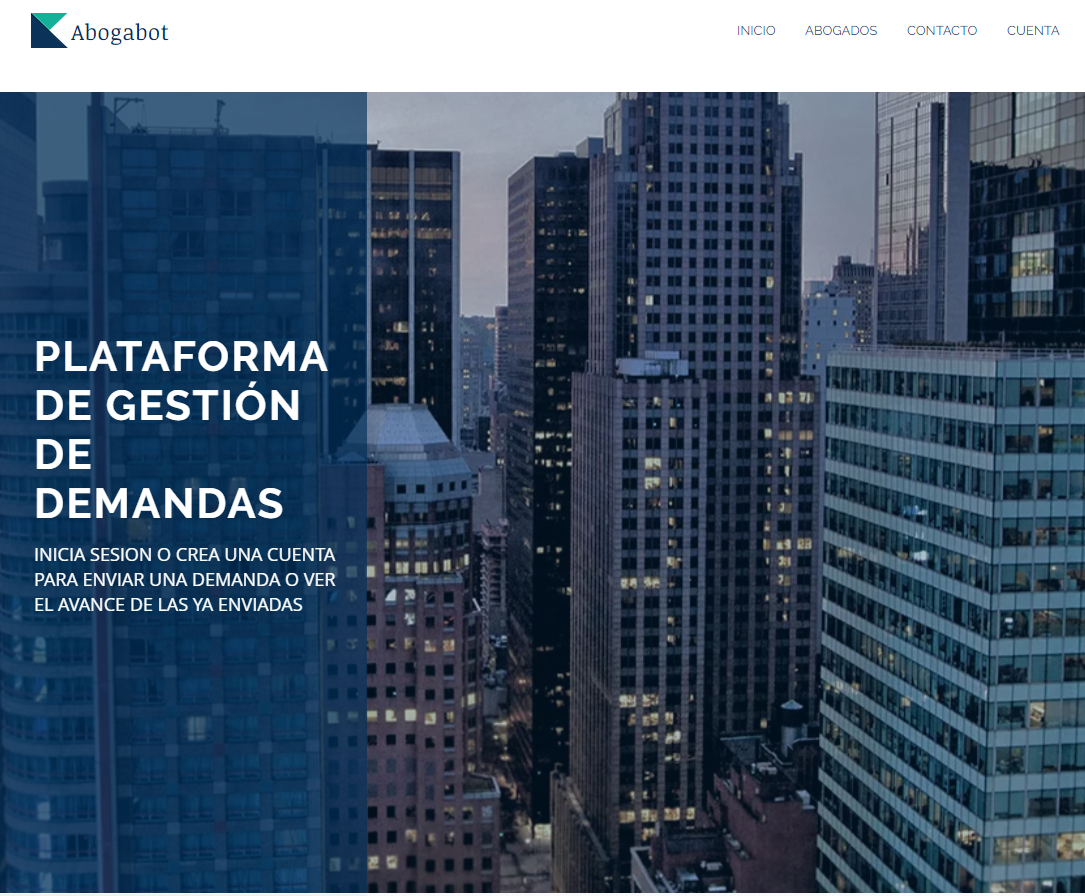 Abogabot
INICIO ABOGADOS CONTACTO CUENTA
PLATAFORMA
DE GESTIÓN
DE
DEMANDAS
INICIA SESION O CREA UNA CUENTA
PARA ENVIAR UNA DEMANDA O VER
EL AVANCE DE LAS YA ENVIADAS